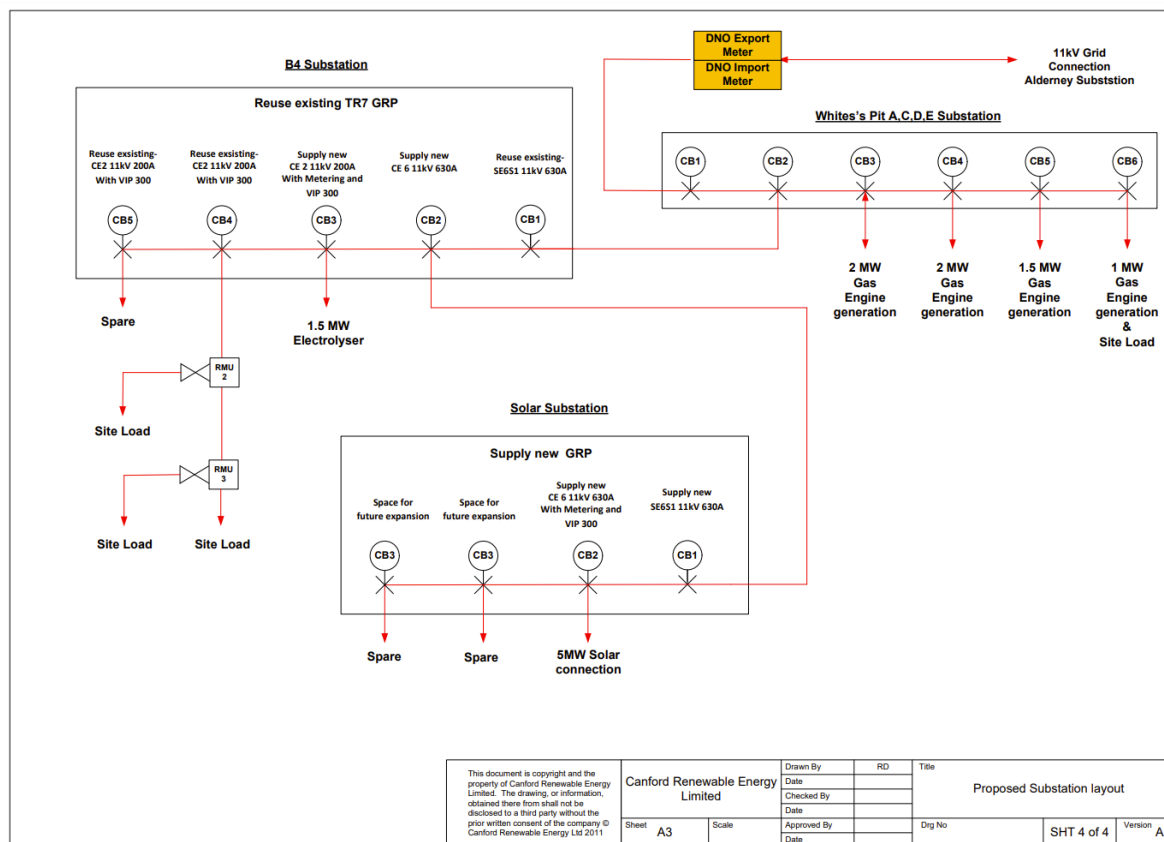 DNO Export
Meter
DNO Import
Meter
11kV Grid
Connection
Alderney Subststion
B4 Substation
Reuse existing TR7 GRP
Reuse exsisting-
CE2 11kV 200A
With VIP 300
Reuse exsisting-
CE2 11kV 200A
With VIP 300
Supply new
CE 2 11kV 200A
With Metering and
VIP 300
Supply new
CE 6 11kV 630A
Reuse exsisting-
SE6S1 11kV 630A
CB5
CB4
CB3
CB2
CB1
Spare
1.5 MW
Electrolyser
RMU
2
Site Load
RMU
3
Site Load
Site Load
Whites's Pit A,C,D,E Substation
CB1
CB2
CB3
CB4
CB5
CB6
2 MW
Gas
Engine
generation
2 MW
Gas
Engine
generation
1.5 MW
Gas
Engine
generation
1 MW
Gas
Engine
generation
&
Site Load
Solar Substation
Supply new GRP
Space for
future expansion
Space for
future expansion
Supply new
CE 6 11kV 630A
With Metering and
VIP 300
Supply new
SE6S1 11kV 630A
CB3
CB3
CB2
CB1
Spare
Spare
5MW Solar
connection
This document is copyright and the
property of Canford Renewable Energy
Limited. The drawing, or information,
obtained there from shall not be
disclosed to a third party without the
prior written consent of the company ©
Canford Renewable Energy Ltd 2011
Canford Renewable Energy
Limited
Sheet
A3
Scale
Drawn By
RD
Date
Checked By
Date
Approved By
Date
Title
Proposed Substation layout
Drg No
SHT 4 of 4
Version
A